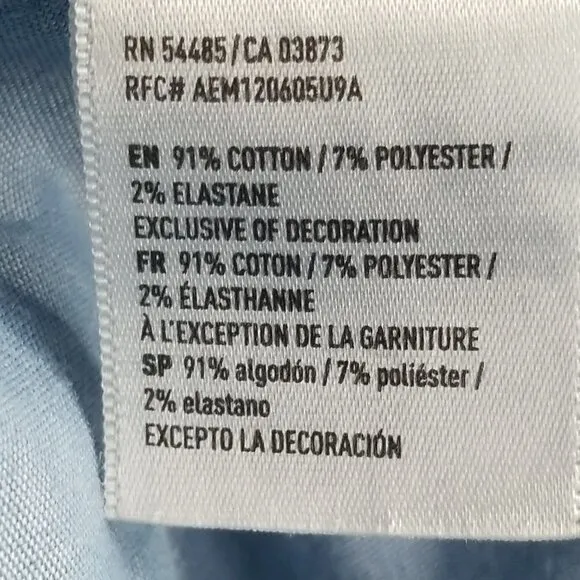 RN 54485/CA 03873
RFC# AEM120605U9A
EN 91% COTTON / 7% POLYESTER /
2% ELASTANE
EXCLUSIVE OF DECORATION
FR 91% COTON / 7% POLYESTER /
2% ÉLASTHANNE
À L'EXCEPTION DE LA GARNITURE
SP 91% algodón / 7% poliéster /
2% elastano
EXCEPTO LA DECORACIÓN